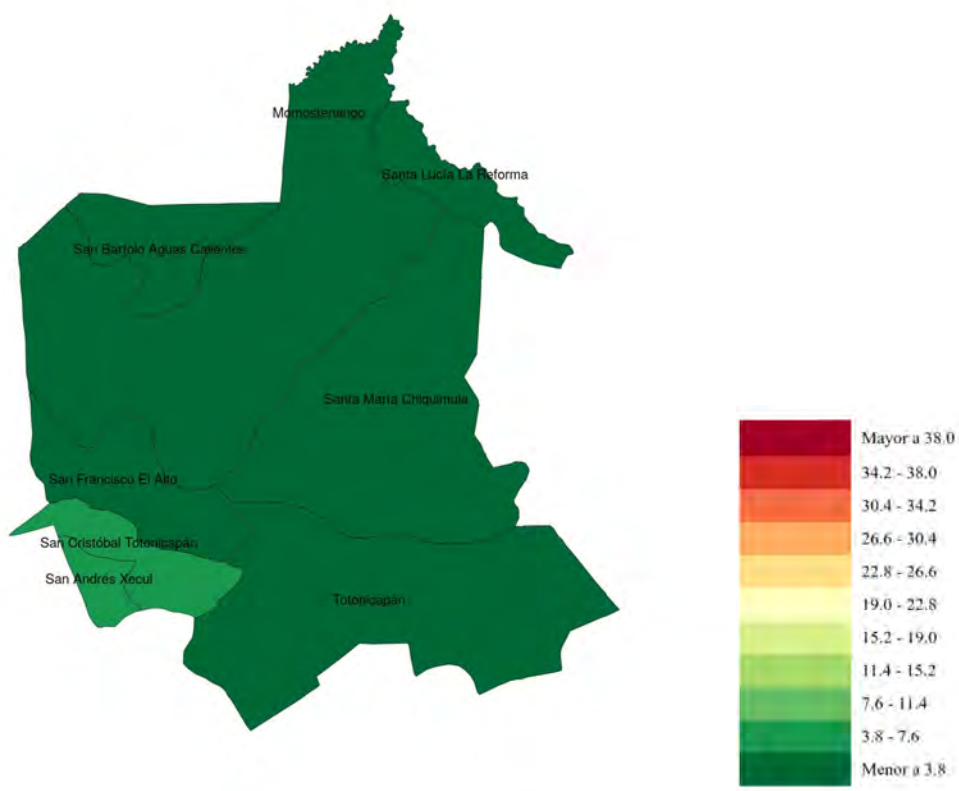 Momostenango
Santa Lucía La Reforma
San Bartolo Aguas Calientes
Santa María Chiquimula
San Francisco El Alto
San Cristóbal Totonicapán
San Andrés Xecul
Totonicapán
Mayor a 38.0
34.2 - 38.0
30.4 - 34.2
26.6 - 30.4
22.8 - 26.6
19.0 - 22.8
15.2 - 19.0
11.4 - 15.2
7.6 - 11.4
3.8 - 7.6
Menor a 3.8